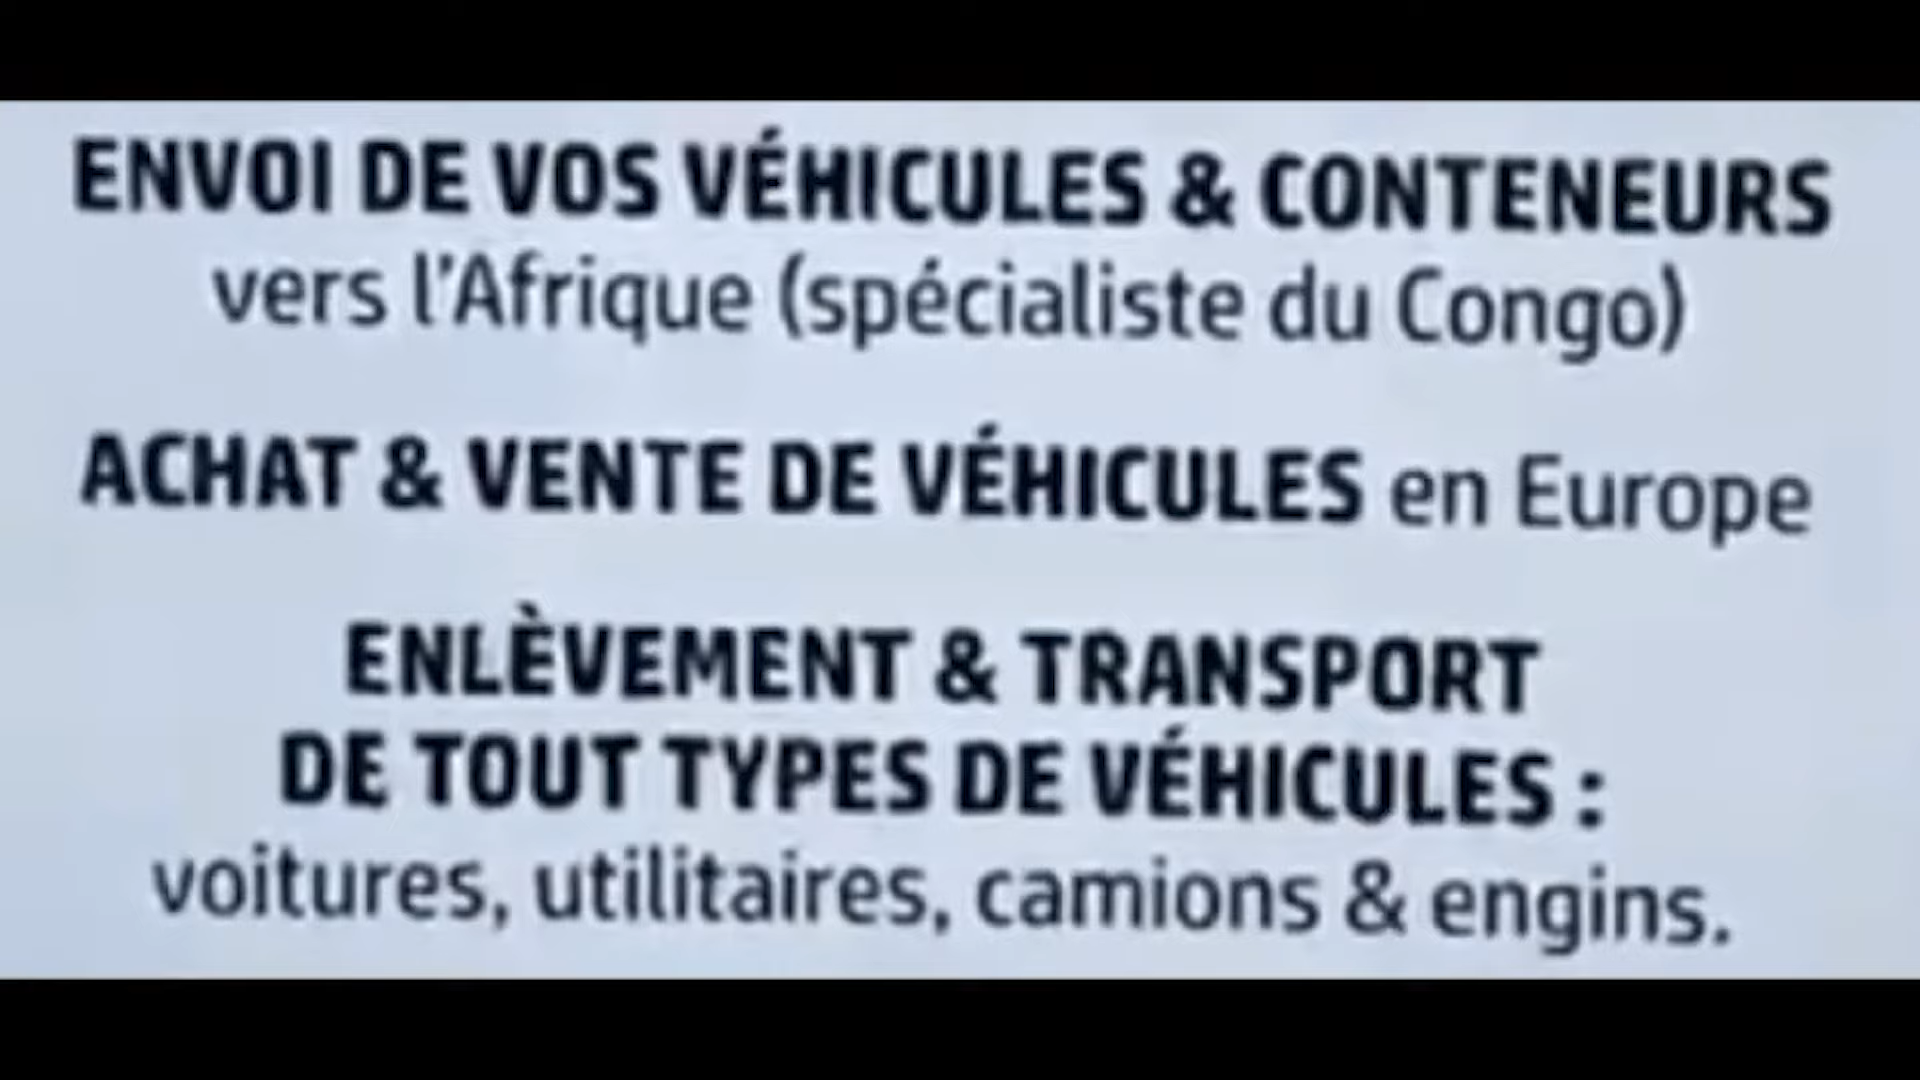 ENVOI DE VOS VÉHICULES & CONTENEURS
vers l'Afrique (spécialiste du Congo)
ACHAT & VENTE DE VÉHICULES en Europe
ENLÈVEMENT & TRANSPORT
DE TOUT TYPES DE VÉHICULES :
voitures, utilitaires, camions & engins.